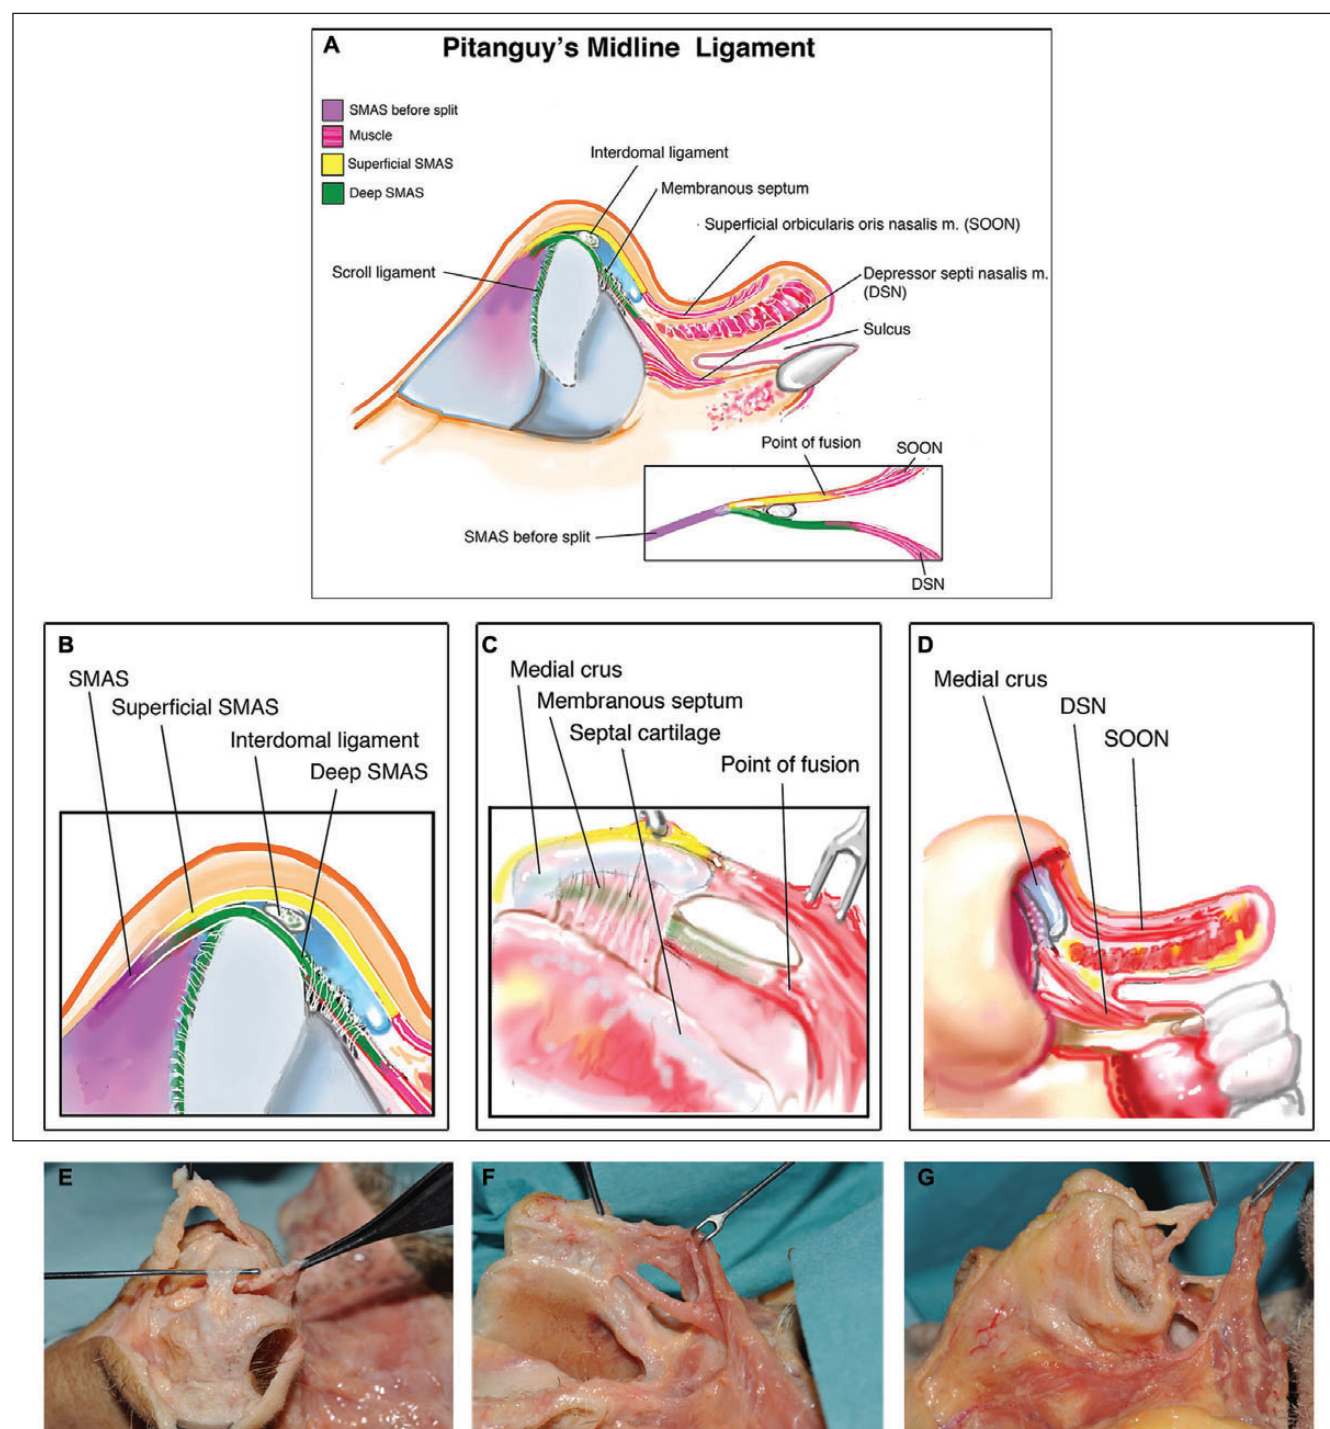 A
Pitanguy's Midline Ligament
SMAS before split
Muscle
Superficial SMAS
Deep SMAS
Interdomal ligament
Membranous septum
Superficial orbicularis oris nasalis m. (SOON)
Scroll ligament
Depressor septi nasalis m.
(DSN)
Sulcus
Point of fusion
SOON
SMAS before split
DSN
B
SMAS
Superficial SMAS
Interdomal ligament
Deep SMAS
C
Medial crus
Membranous septum
Septal cartilage
Point of fusion
D
Medial crus
DSN
SOON
E
F
G